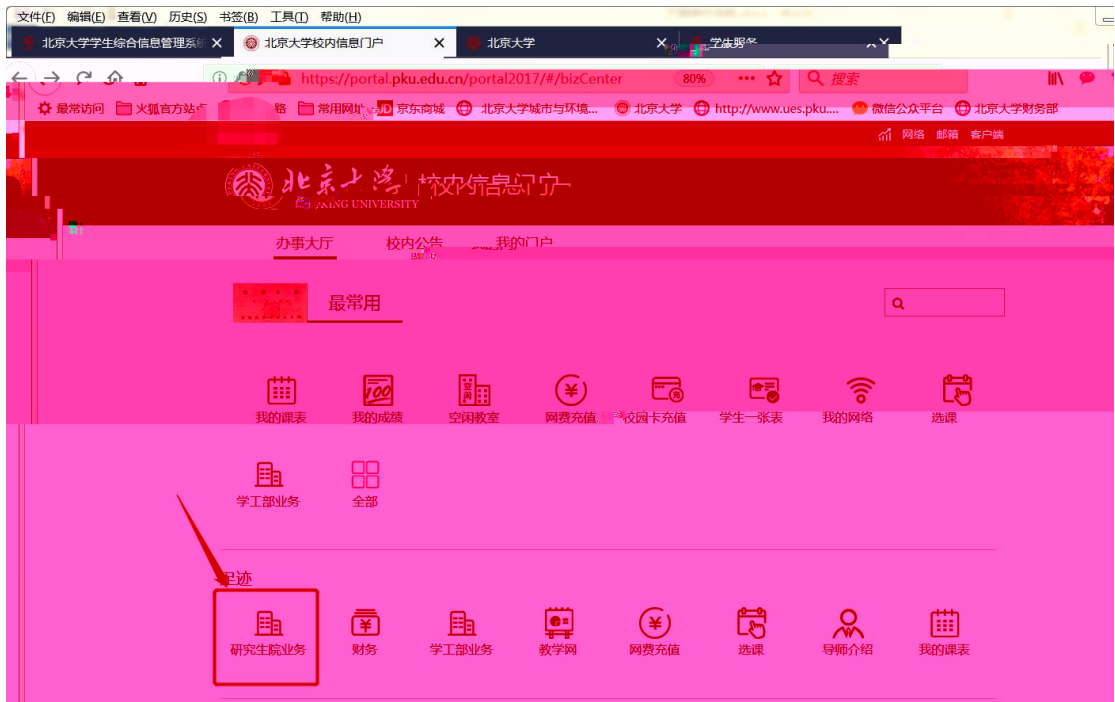 文件(F) 编辑(E) 查看(V) 历史(S) 书签(B) 工具(T) 帮助(H)
北京大学学生综合信息管理系统 北京大学校内信息门户 北京大学
https://portal.pku.edu.cn/portal2017/#/bizCenter 80% 搜索
最常访问 火狐官方站点 常用网址 JD 京东商城 北京大学城市与环境... 北京大学 http://www.ues.pku.... 微信公众平台 北京大学财务部
网络 邮箱 客户端
北京大学 校内信息门户
PEKING UNIVERSITY
办事大厅 校内公告 我的门户
最常用
我的课表 我的成绩 空闲教室 网费充值 校园卡充值 学生一张表 我的网络 选课
学工部业务 全部
足迹
研究生院业务 财务 学工部业务 教学网 网费充值 选课 导师介绍 我的课表